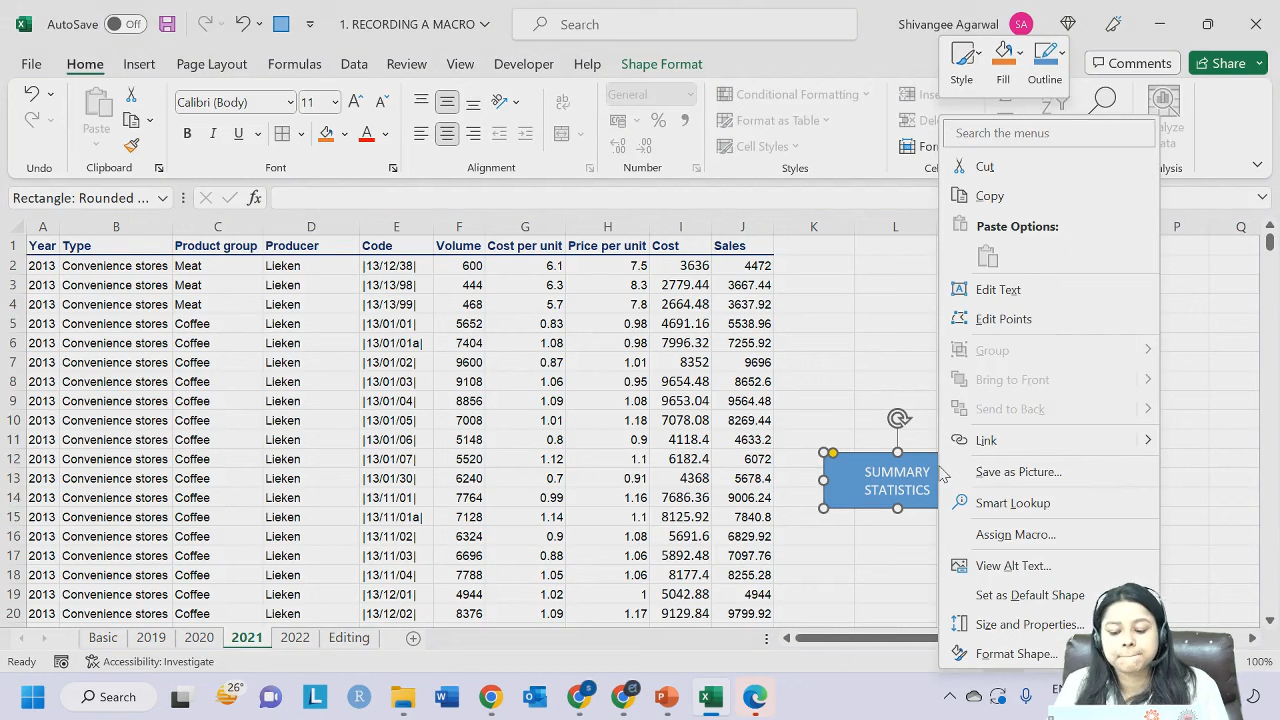 AutoSave Off 1. RECORDING A MACRO Search Shivangee Agarwal SA
File Home Insert Page Layout Formulas Data Review View Developer Help Shape Format Comments Share
Style Fill Outline
Paste Calibri (Body) 11 General Conditional Formatting
B I U Format as Table
Cell Styles
Undo Clipboard Font Alignment Number Styles
Rectangle: Rounded ... fx
A B C D E F G H I J K L P Q
1 Year Type Product group Producer Code Volume Cost per unit Price per unit Cost Sales
2 2013 Convenience stores Meat Lieken |13/12/38| 600 6.1 7.5 3636 4472
3 2013 Convenience stores Meat Lieken |13/13/98| 444 6.3 8.3 2779.44 3667.44
4 2013 Convenience stores Meat Lieken |13/13/99| 468 5.7 7.8 2664.48 3637.92
5 2013 Convenience stores Coffee Lieken |13/01/01| 5652 0.83 0.98 4691.16 5538.96
6 2013 Convenience stores Coffee Lieken |13/01/01a| 7404 1.08 0.98 7996.32 7255.92
7 2013 Convenience stores Coffee Lieken |13/01/02| 9600 0.87 1.01 8352 9696
8 2013 Convenience stores Coffee Lieken |13/01/03| 9108 1.06 0.95 9654.48 8652.6
9 2013 Convenience stores Coffee Lieken |13/01/04| 8856 1.09 1.08 9653.04 9564.48
10 2013 Convenience stores Coffee Lieken |13/01/05| 7008 1.01 1.18 7078.08 8269.44
11 2013 Convenience stores Coffee Lieken |13/01/06| 5148 0.8 0.9 4118.4 4633.2
12 2013 Convenience stores Coffee Lieken |13/01/07| 5520 1.12 1.1 6182.4 6072
13 2013 Convenience stores Coffee Lieken |13/01/30| 6240 0.7 0.91 4368 5678.4
14 2013 Convenience stores Coffee Lieken |13/11/01| 7764 0.99 1.16 7686.36 9006.24
15 2013 Convenience stores Coffee Lieken |13/11/01a| 7128 1.14 1.1 8125.92 7840.8
16 2013 Convenience stores Coffee Lieken |13/11/02| 6324 0.9 1.08 5691.6 6829.92
17 2013 Convenience stores Coffee Lieken |13/11/03| 6696 0.88 1.06 5892.48 7097.76
18 2013 Convenience stores Coffee Lieken |13/11/04| 7788 1.05 1.06 8177.4 8255.28
19 2013 Convenience stores Coffee Lieken |13/12/01| 4944 1.02 1 5042.88 4944
20 2013 Convenience stores Coffee Lieken |13/12/02| 8376 1.09 1.17 9129.84 9799.92
SUMMARY
STATISTICS
Search the menus
Cut
Copy
Paste Options:
Edit Text
Edit Points
Group
Bring to Front
Send to Back
Link
Save as Picture...
Smart Lookup
Assign Macro...
View Alt Text...
Set as Default Shape
Size and Properties...
Format Shape...
Basic 2019 2020 2021 2022 Editing
Ready Accessibility: Investigate 100%
Search 26°